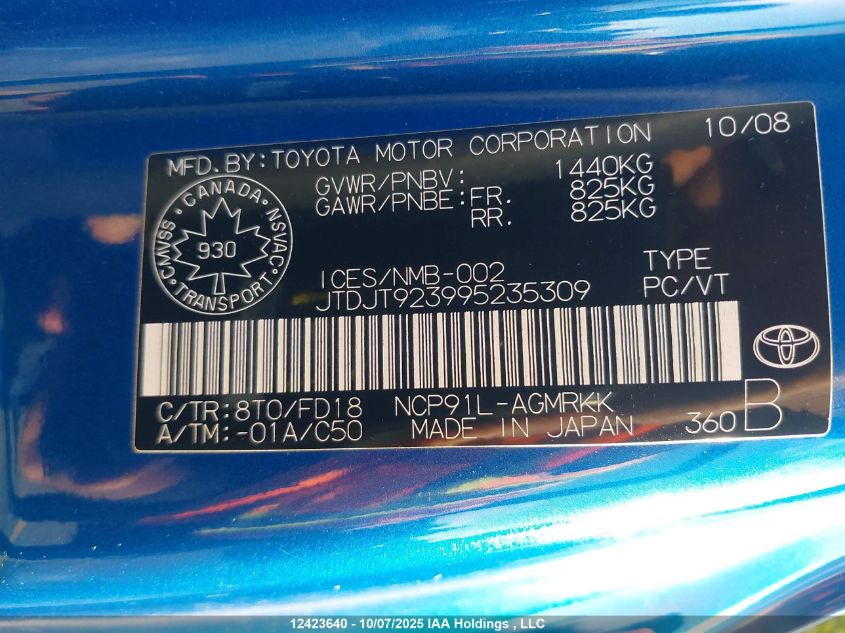 MFD. BY: TOYOTA MOTOR CORPORATION 10/08
GVWR/PNBV: 1440KG
GAWR/PNBE: FR. 825KG
RR. 825KG
CANADA
CMVSS NSVAC
930
TRANSPORT
ICES/NMB-002
JTDJT923995235309
TYPE
PC/VT
C/TR: 8T0/FD18 NCP91L-AGMRKK
A/TM: -01A/C50 MADE IN JAPAN 360 B
12423640 - 10/07/2025 IAA Holdings , LLC